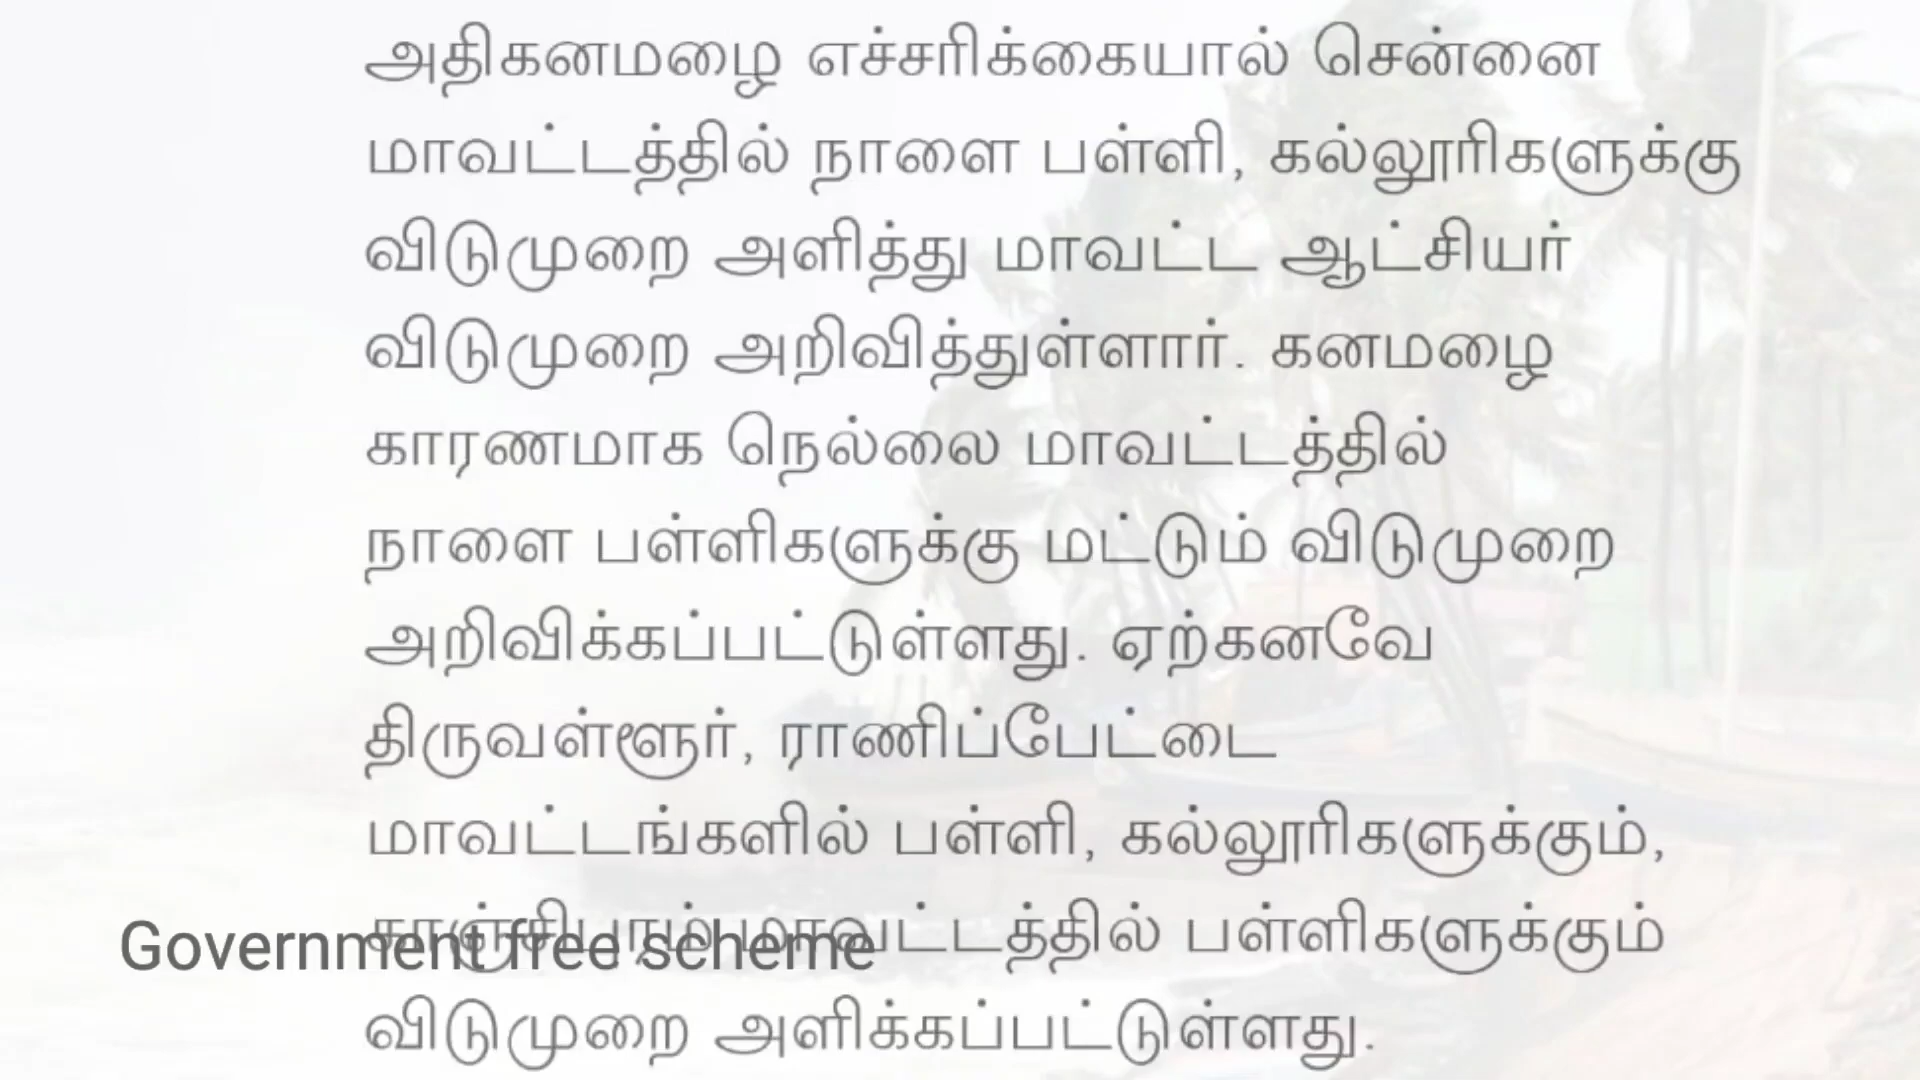 அதிகனமழை எச்சரிக்கையால் சென்னை
மாவட்டத்தில் நாளை பள்ளி, கல்லூரிகளுக்கு
விடுமுறை அளித்து மாவட்ட ஆட்சியர்
விடுமுறை அறிவித்துள்ளார். கனமழை
காரணமாக நெல்லை மாவட்டத்தில்
நாளை பள்ளிகளுக்கு மட்டும் விடுமுறை
அறிவிக்கப்பட்டுள்ளது. ஏற்கனவே
திருவள்ளூர், ராணிப்பேட்டை
மாவட்டங்களில் பள்ளி, கல்லூரிகளுக்கும்,
காஞ்சிபுரம் மாவட்டத்தில் பள்ளிகளுக்கும்
Government free scheme
விடுமுறை அளிக்கப்பட்டுள்ளது.